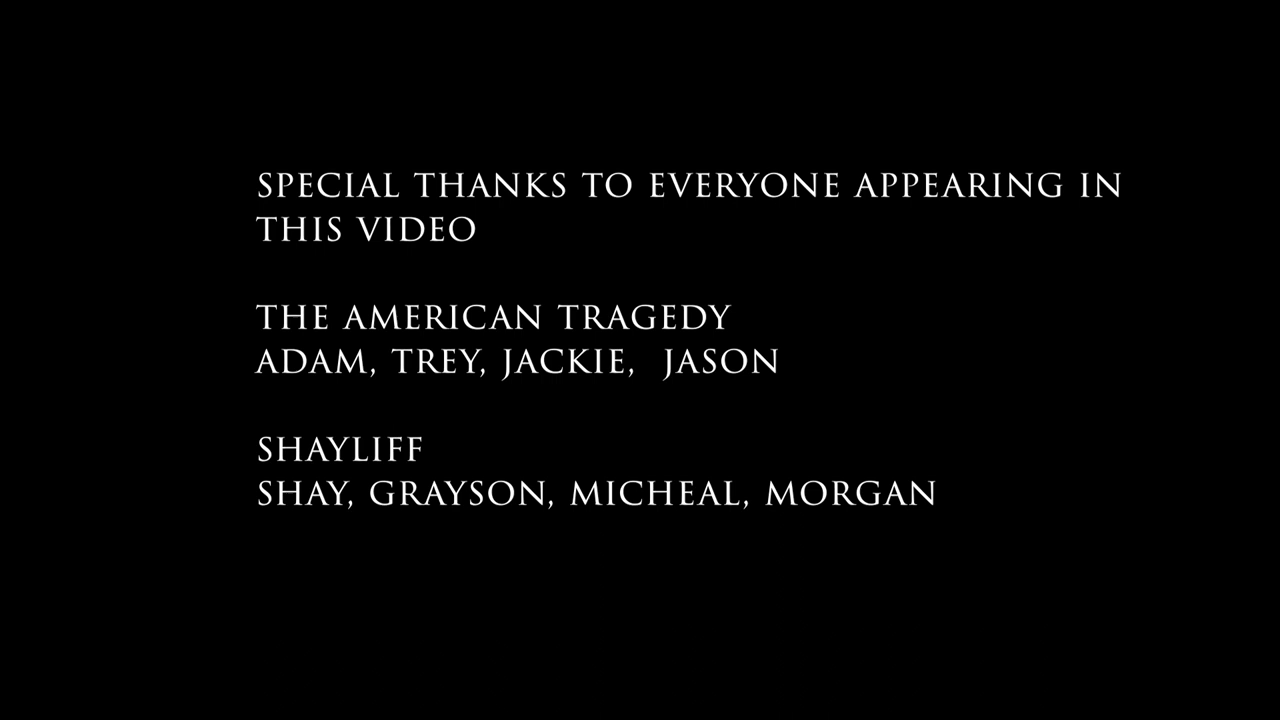 SPECIAL THANKS TO EVERYONE APPEARING IN
THIS VIDEO
THE AMERICAN TRAGEDY
ADAM, TREY, JACKIE,  JASON
SHAYLIFF
SHAY, GRAYSON, MICHEAL, MORGAN